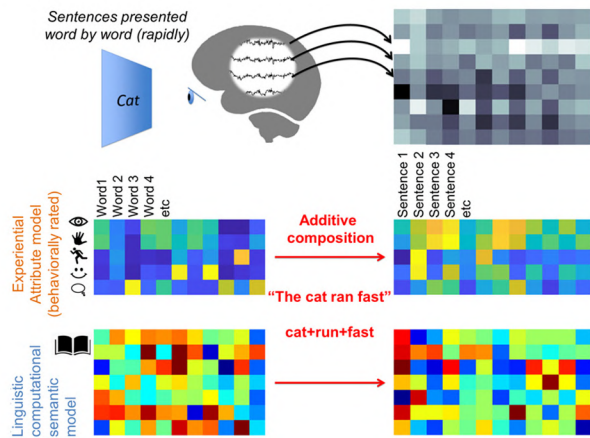 Sentences presented
word by word (rapidly)
Cat
Word1
Word 2
Word 3
Word 4
etc
Sentence 1
Sentence 2
Sentence 3
Sentence 4
etc
Experiential
Attribute model
(behaviorally rated)
Additive
composition
"The cat ran fast"
cat+run+fast
Linguistic
computational
semantic
model